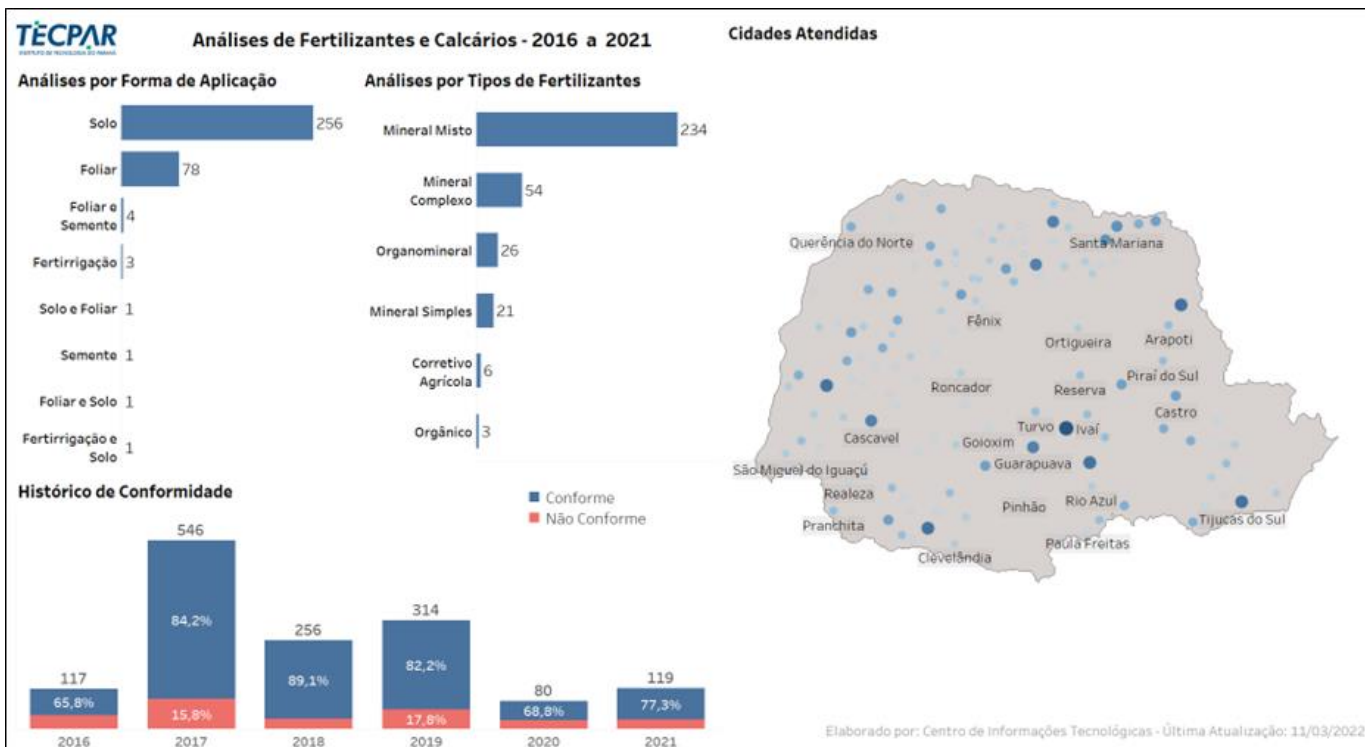 TECPAR
INSTITUTO DE TECNOLOGIA DO PARANÁ
Análises de Fertilizantes e Calcários - 2016 a 2021
Análises por Forma de Aplicação
Solo 256
Foliar 78
Foliar e
Semente 4
Fertirrigação 3
Solo e Foliar 1
Semente 1
Foliar e Solo 1
Fertirrigação e
Solo 1
Análises por Tipos de Fertilizantes
Mineral Misto 234
Mineral
Complexo 54
Organomineral 26
Mineral Simples 21
Corretivo
Agrícola 6
Orgânico 3
Histórico de Conformidade
Conforme
Não Conforme
117
65,8%
2016
546
84,2%
15,8%
2017
256
89,1%
2018
314
82,2%
17,8%
2019
80
68,8%
2020
119
77,3%
2021
Cidades Atendidas
Querência do Norte
Santa Mariana
Fênix
Ortigueira
Arapoti
Roncador
Reserva
Piraí do Sul
Castro
Turvo
Ivaí
Cascavel
Goioxim
Guarapuava
São Miguel do Iguaçú
Realeza
Pinhão
Rio Azul
Pranchita
Tijucas do Sul
Paula Freitas
Clevelândia
Elaborado por: Centro de Informações Tecnológicas - Última Atualização: 11/03/2022